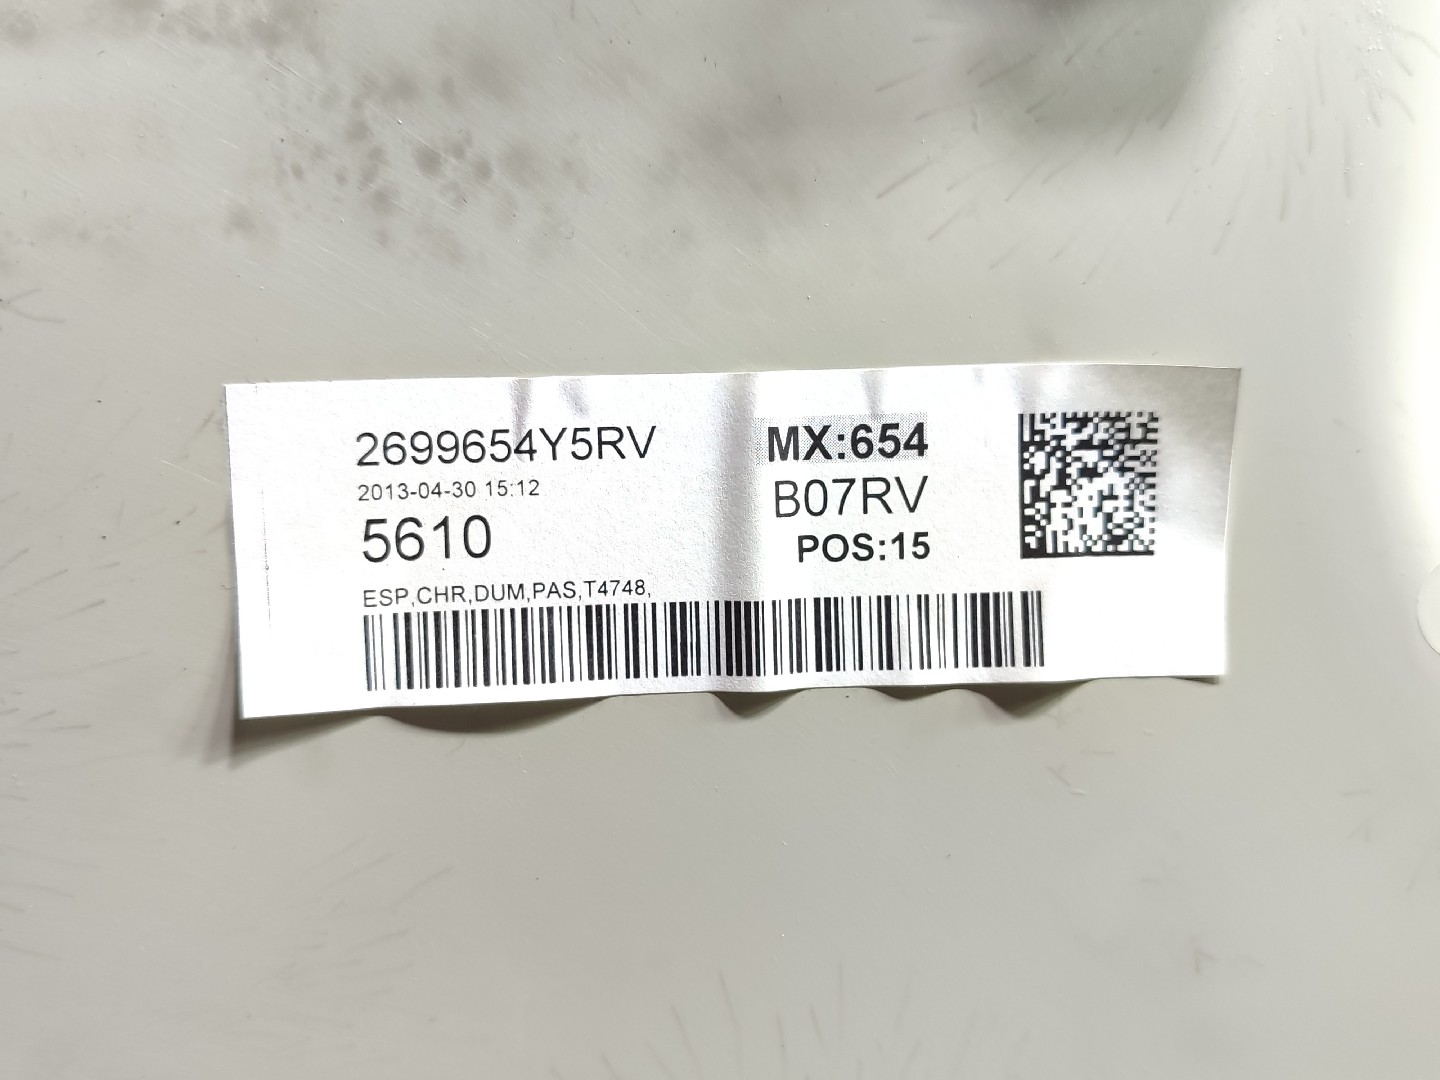 2699654Y5RV
2013-04-30 15:12
5610
ESP,CHR,DUM,PAS,T4748,
MX:654
B07RV
POS:15